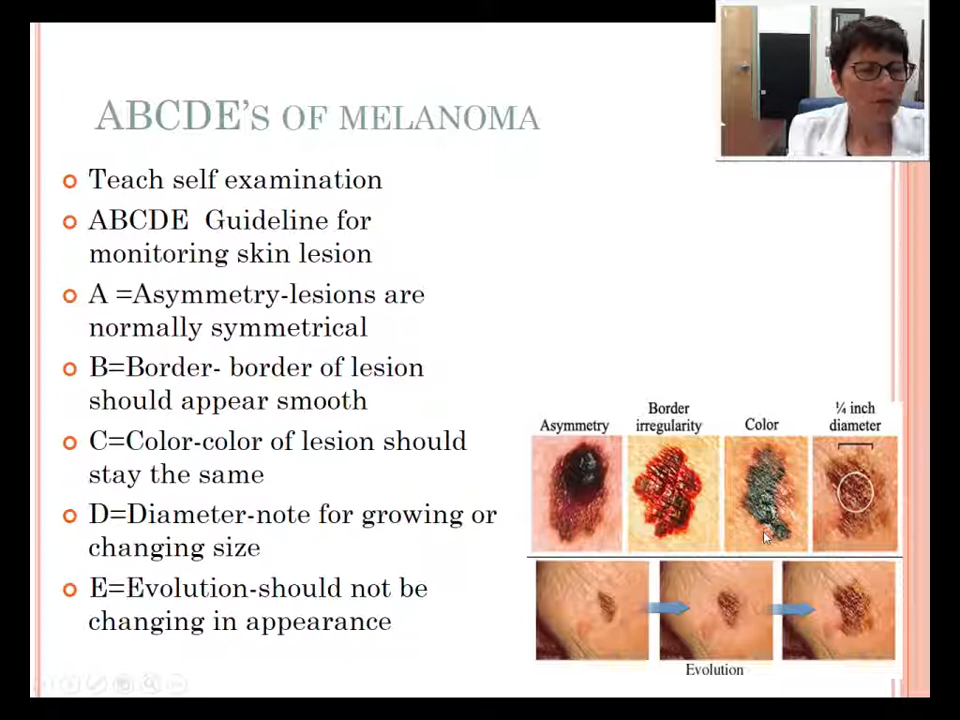 ABCDE'S OF MELANOMA
Teach self examination
ABCDE Guideline for
monitoring skin lesion
A =Asymmetry-lesions are
normally symmetrical
B=Border- border of lesion
should appear smooth
C=Color-color of lesion should
stay the same
D=Diameter-note for growing or
changing size
E=Evolution-should not be
changing in appearance
Asymmetry
Border
irregularity
Color
¼ inch
diameter
Evolution